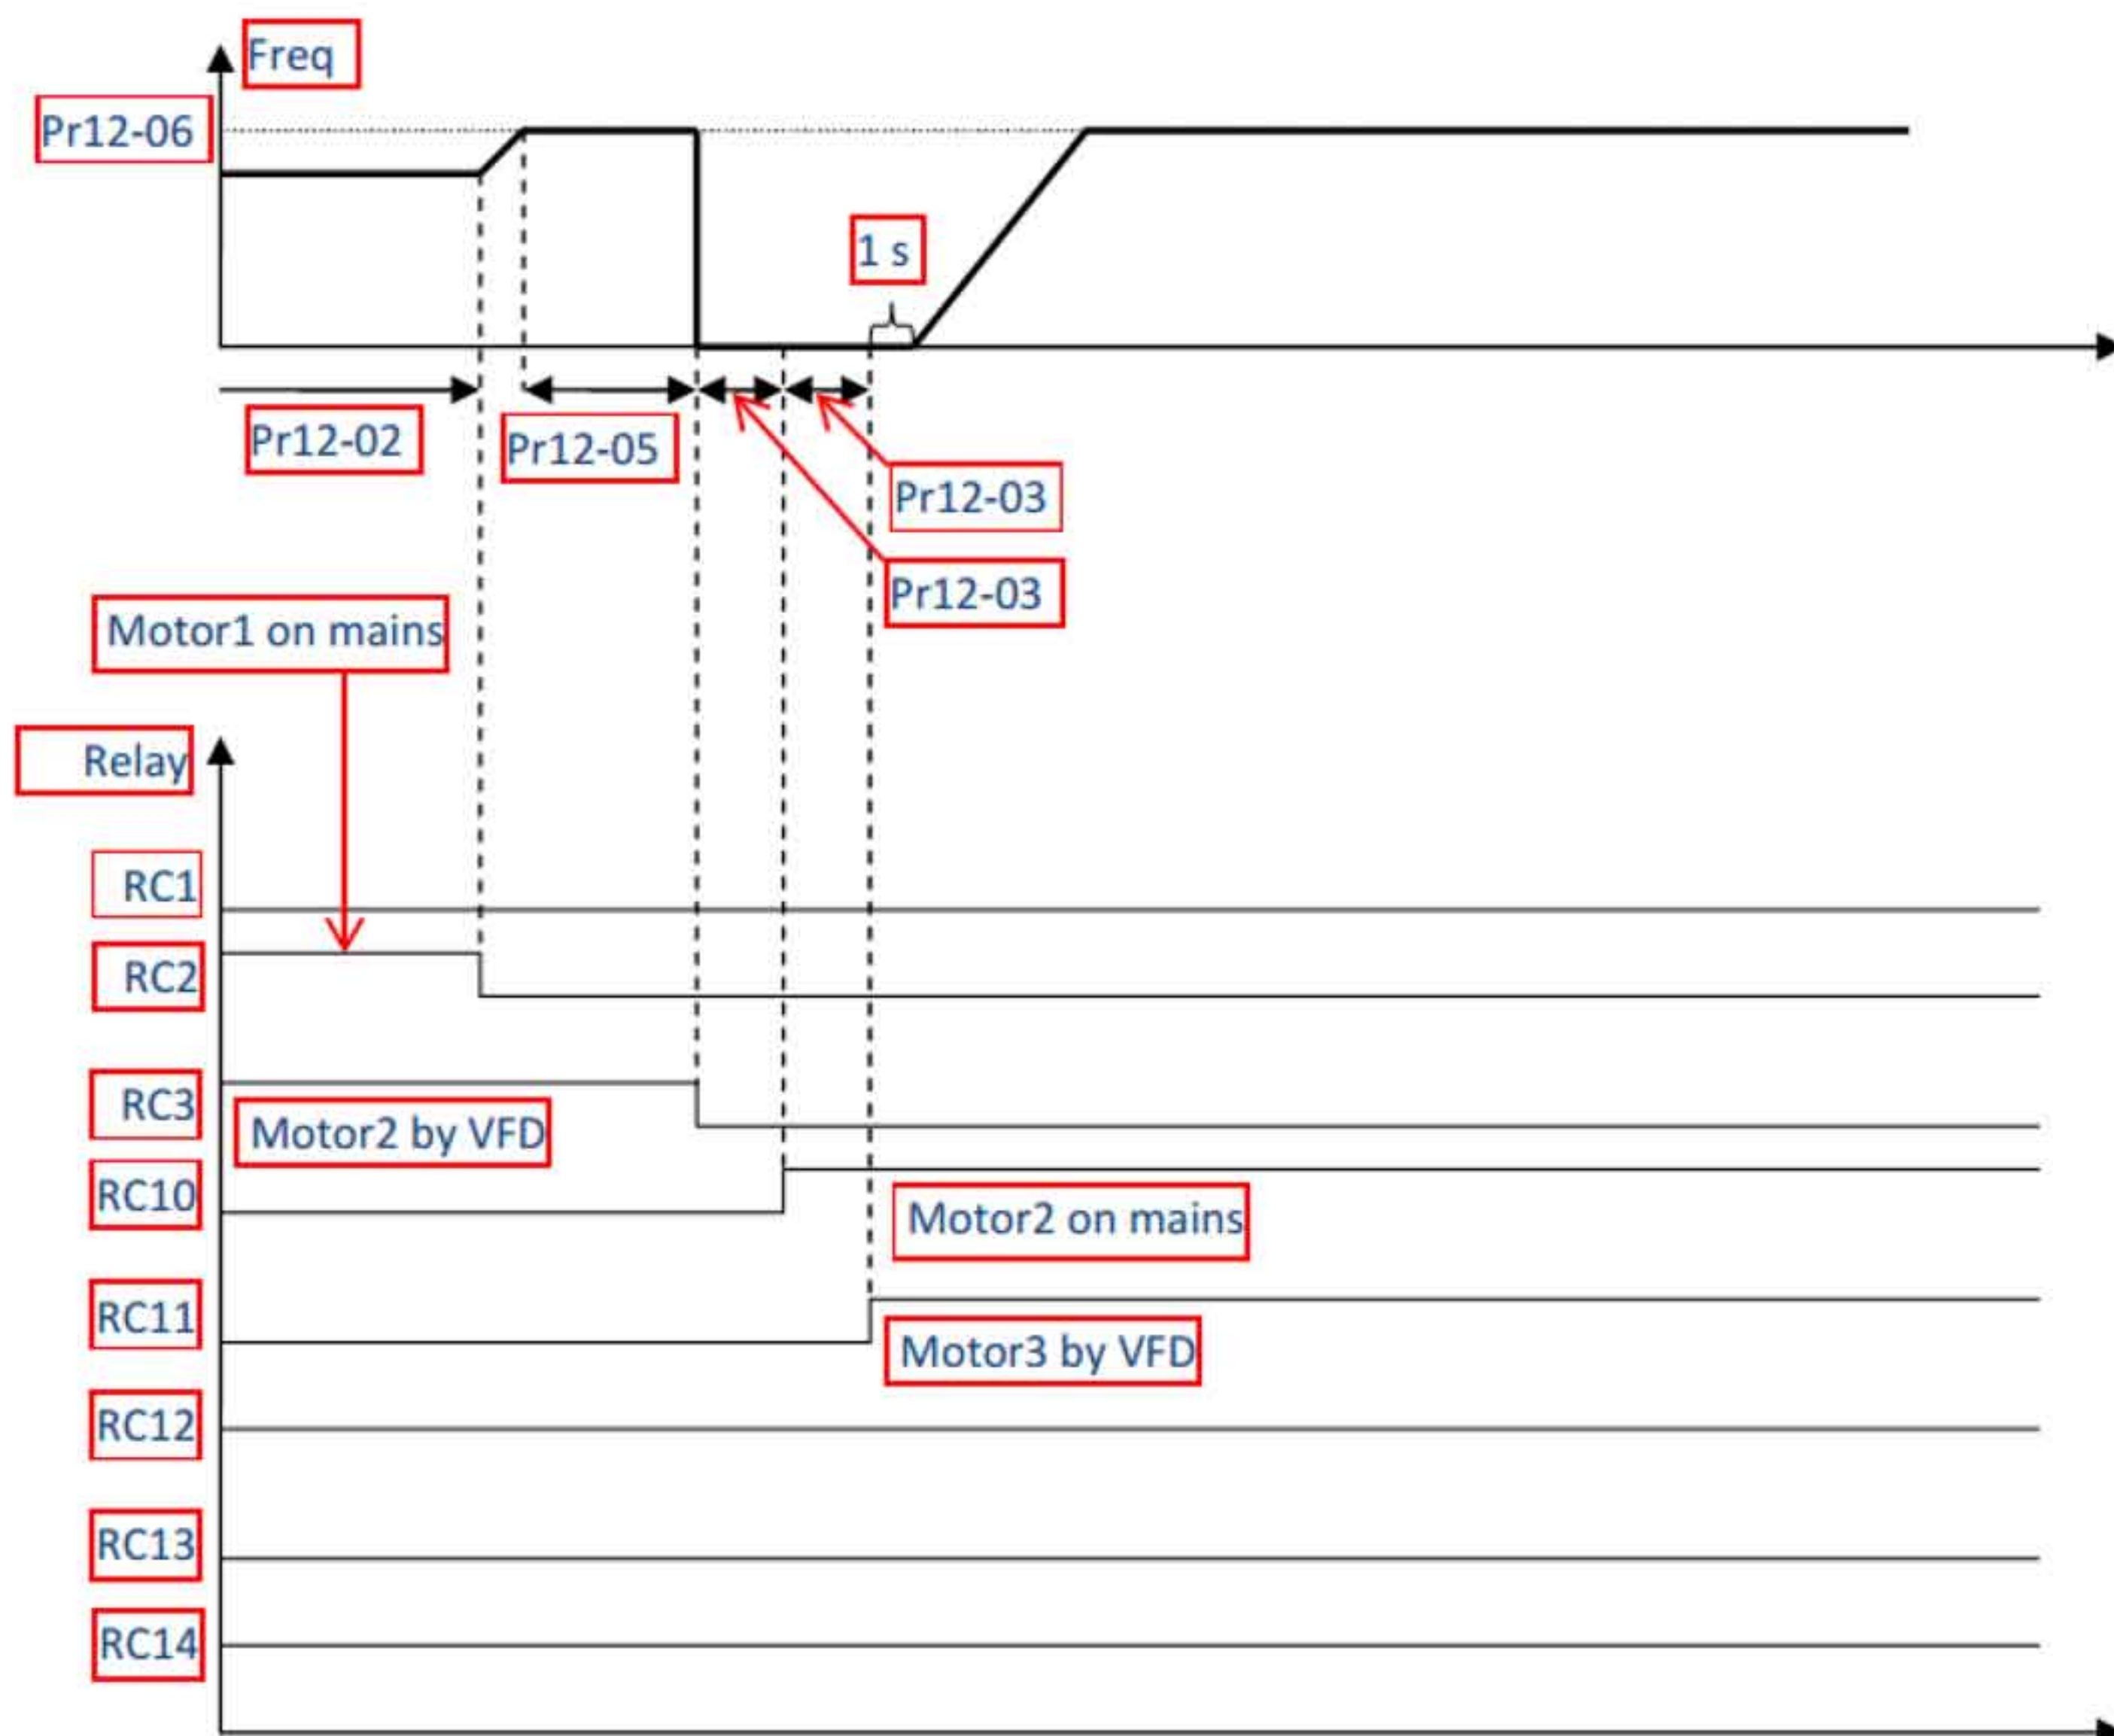 Freq
Pr12-06
1 s
Pr12-02
Pr12-05
Pr12-03
Pr12-03
Motor1 on mains
Relay
RC1
RC2
RC3
Motor2 by VFD
RC10
Motor2 on mains
RC11
Motor3 by VFD
RC12
RC13
RC14